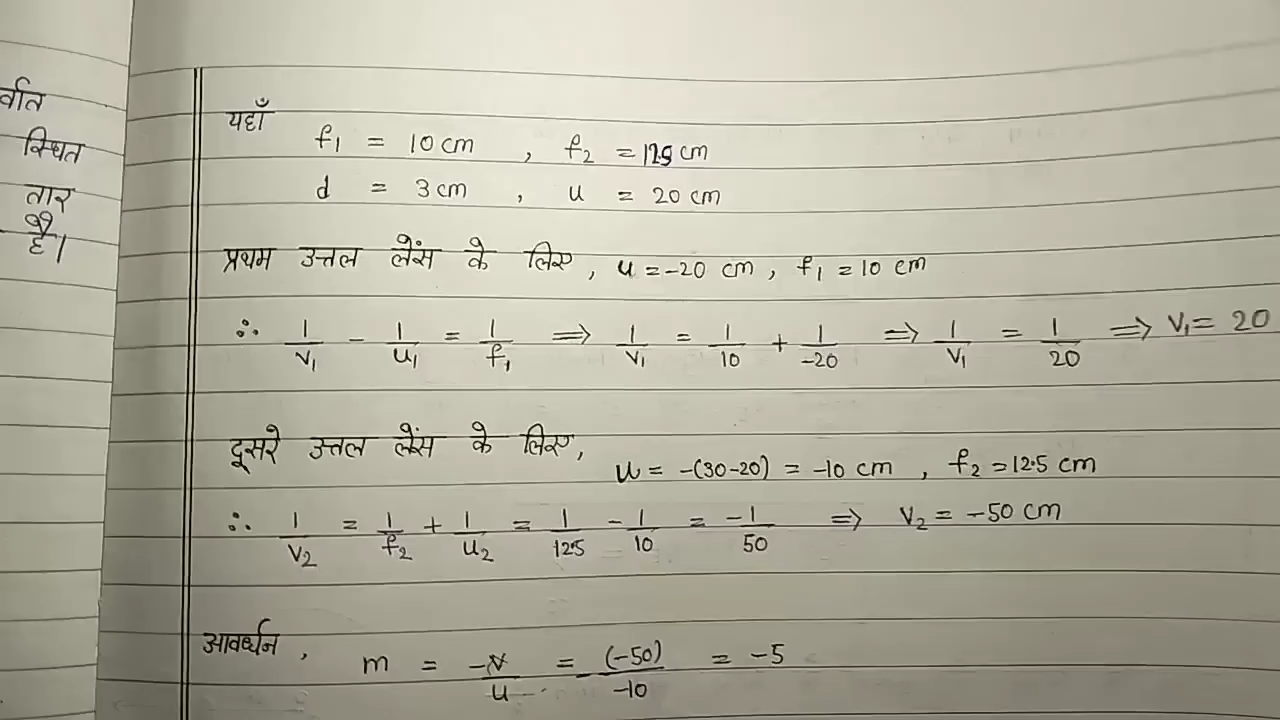 र्वात
स्थित
तार
है।
यहाँ
f₁ = 10 cm , f₂ = 12.5 cm
d = 3 cm , u = 20 cm
प्रथम उत्तल लेंस के लिए, u = -20 cm , f₁ = 10 cm
∴ 1/v₁ - 1/u₁ = 1/f₁ ⇒ 1/v₁ = 1/10 + 1/-20 ⇒ 1/v₁ = 1/20 ⇒ v₁ = 20
दूसरे उत्तल लेंस के लिए, u = -(30-20) = -10 cm , f₂ = 12.5 cm
∴ 1/v₂ = 1/f₂ + 1/u₂ = 1/12.5 - 1/10 = -1/50 ⇒ v₂ = -50 cm
आवर्धन , m = -v/u = -(-50)/-10 = -5